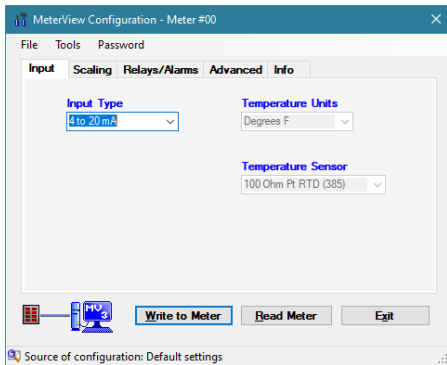 MeterView Configuration - Meter #00
File Tools Password
Input Scaling Relays/Alarms Advanced Info
Input Type Temperature Units
4 to 20 mA Degrees F
Temperature Sensor
100 Ohm Pt RTD (385)
MV 3 Write to Meter Read Meter Exit
Source of configuration: Default settings